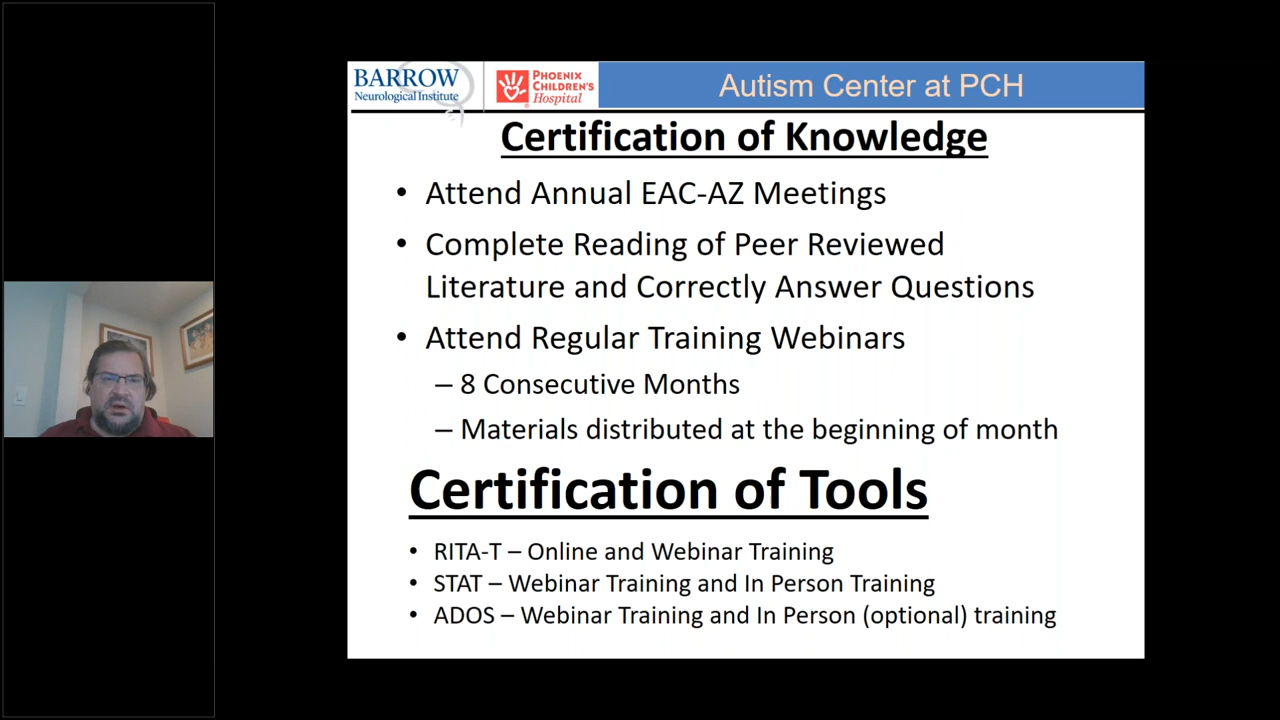 BARROW
Neurological Institute
PHOENIX
CHILDREN'S
Hospital
Autism Center at PCH
Certification of Knowledge
• Attend Annual EAC-AZ Meetings
• Complete Reading of Peer Reviewed
Literature and Correctly Answer Questions
• Attend Regular Training Webinars
– 8 Consecutive Months
– Materials distributed at the beginning of month
Certification of Tools
• RITA-T – Online and Webinar Training
• STAT – Webinar Training and In Person Training
• ADOS – Webinar Training and In Person (optional) training